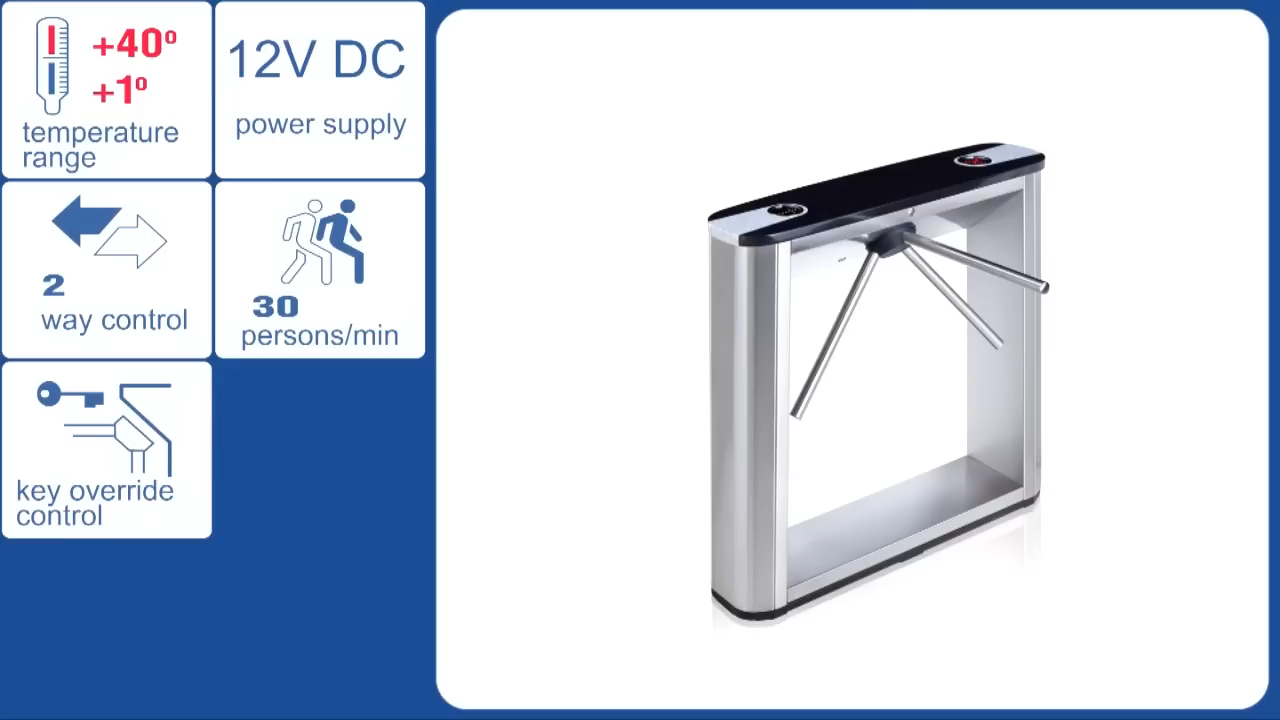 +40º
+1º
temperature
range
12V DC
power supply
2
way control
30
persons/min
key override
control